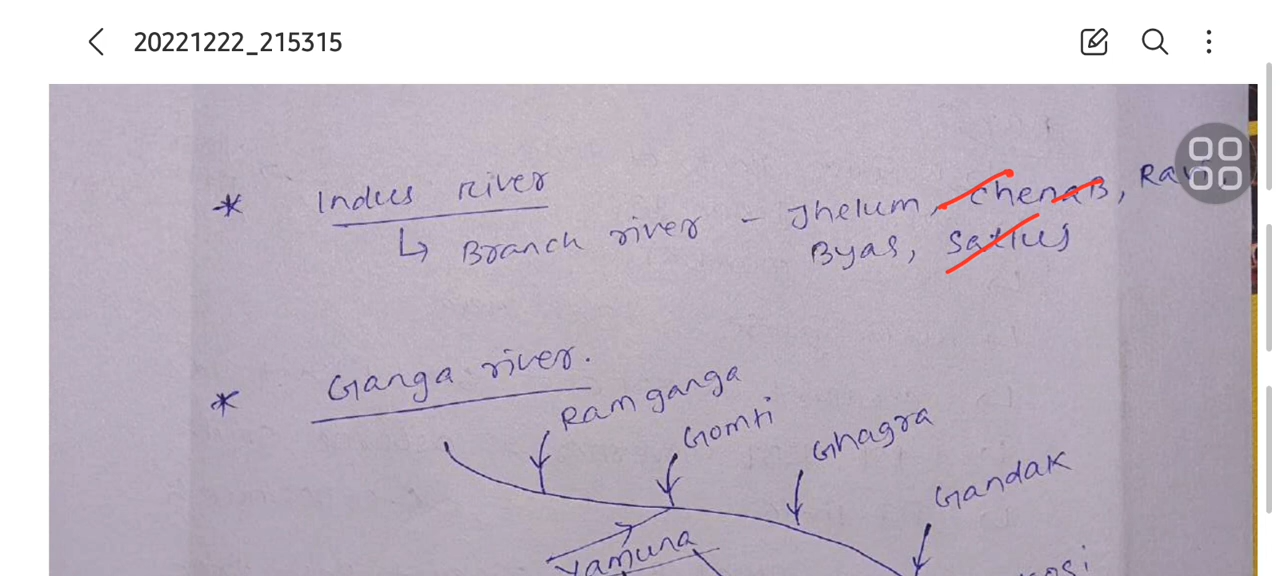 20221222_215315
* Indus river
↳ Branch river - Jhelum, Chenab, Ravi,
Byas, Satlus
* Ganga river.
Ramganga
Gomti
Ghagra
Gandak
Yamuna